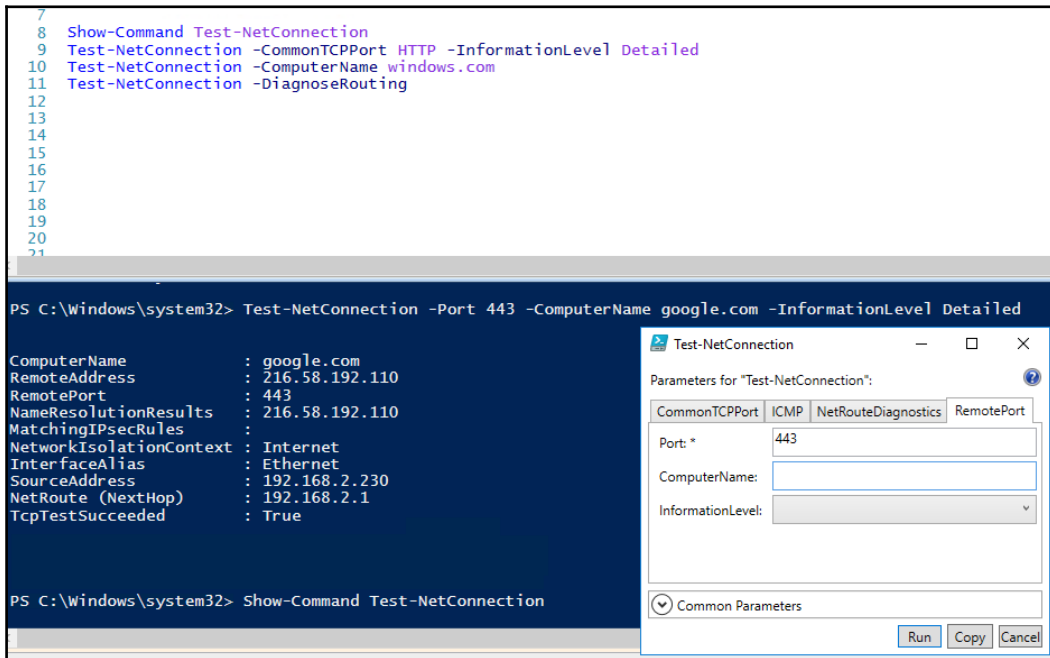 7
8 Show-Command Test-NetConnection
9 Test-NetConnection -CommonTCPPort HTTP -InformationLevel Detailed
10 Test-NetConnection -ComputerName windows.com
11 Test-NetConnection -DiagnoseRouting
12
13
14
15
16
17
18
19
20
21
PS C:\Windows\system32> Test-NetConnection -Port 443 -ComputerName google.com -InformationLevel Detailed
ComputerName : google.com
RemoteAddress : 216.58.192.110
RemotePort : 443
NameResolutionResults : 216.58.192.110
MatchingIPsecRules :
NetworkIsolationContext : Internet
InterfaceAlias : Ethernet
SourceAddress : 192.168.2.230
NetRoute (NextHop) : 192.168.2.1
TcpTestSucceeded : True
PS C:\Windows\system32> Show-Command Test-NetConnection
Test-NetConnection
Parameters for "Test-NetConnection":
CommonTCPPort ICMP NetRouteDiagnostics RemotePort
Port: * 443
ComputerName:
InformationLevel:
Common Parameters
Run Copy Cancel